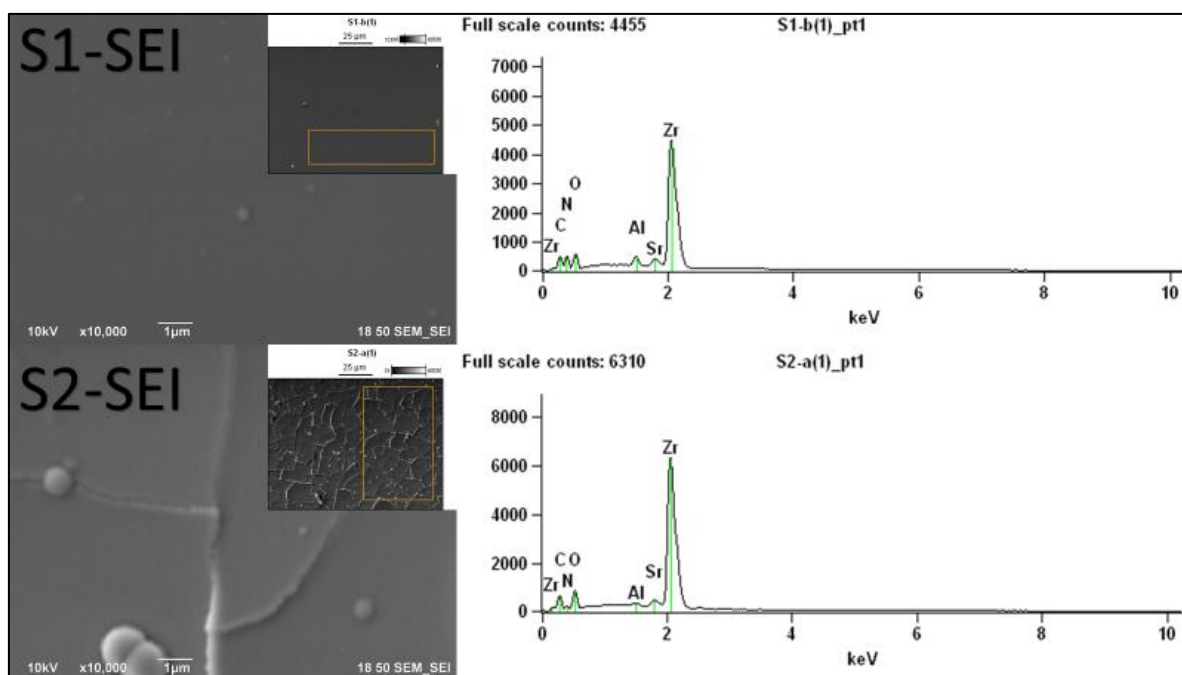 S1-SEI
S1-b(1)
25 µm
10kV x10,000 1µm 18 50 SEM_SEI
Full scale counts: 4455 S1-b(1)_pt1
7000
6000
5000
4000
3000
2000
1000
0
Zr
C
N
O
Al
Sr
Zr
0 2 4 6 8 10
keV
S2-SEI
S2-a(1)
25 µm
10kV x10,000 1µm 18 50 SEM_SEI
Full scale counts: 6310 S2-a(1)_pt1
8000
6000
4000
2000
0
Zr
C
N
O
Al
Sr
Zr
0 2 4 6 8 10
keV